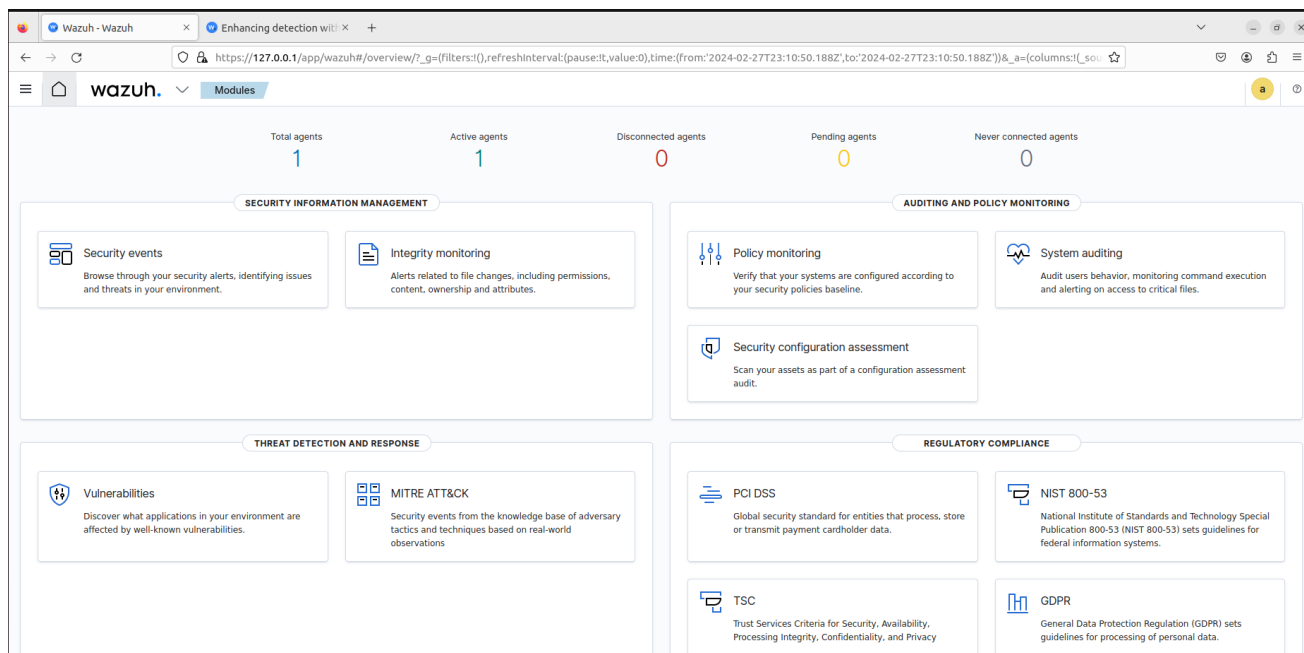 Wazuh - Wazuh
Enhancing detection with
https://127.0.0.1/app/wazuh#/overview/?_g=(filters:!(),refreshInterval:(pause:!t,value:0),time:(from:'2024-02-27T23:10:50.188Z',to:'2024-02-27T23:10:50.188Z'))&_a=(columns:!(_sou
wazuh.
Modules
a
Total agents
1
Active agents
1
Disconnected agents
0
Pending agents
0
Never connected agents
0
SECURITY INFORMATION MANAGEMENT
Security events
Browse through your security alerts, identifying issues
and threats in your environment.
Integrity monitoring
Alerts related to file changes, including permissions,
content, ownership and attributes.
AUDITING AND POLICY MONITORING
Policy monitoring
Verify that your systems are configured according to
your security policies baseline.
System auditing
Audit users behavior, monitoring command execution
and alerting on access to critical files.
Security configuration assessment
Scan your assets as part of a configuration assessment
audit.
THREAT DETECTION AND RESPONSE
Vulnerabilities
Discover what applications in your environment are
affected by well-known vulnerabilities.
MITRE ATT&CK
Security events from the knowledge base of adversary
tactics and techniques based on real-world
observations
REGULATORY COMPLIANCE
PCI DSS
Global security standard for entities that process, store
or transmit payment cardholder data.
NIST 800-53
National Institute of Standards and Technology Special
Publication 800-53 (NIST 800-53) sets guidelines for
federal information systems.
TSC
Trust Services Criteria for Security, Availability,
Processing Integrity, Confidentiality, and Privacy
GDPR
General Data Protection Regulation (GDPR) sets
guidelines for processing of personal data.